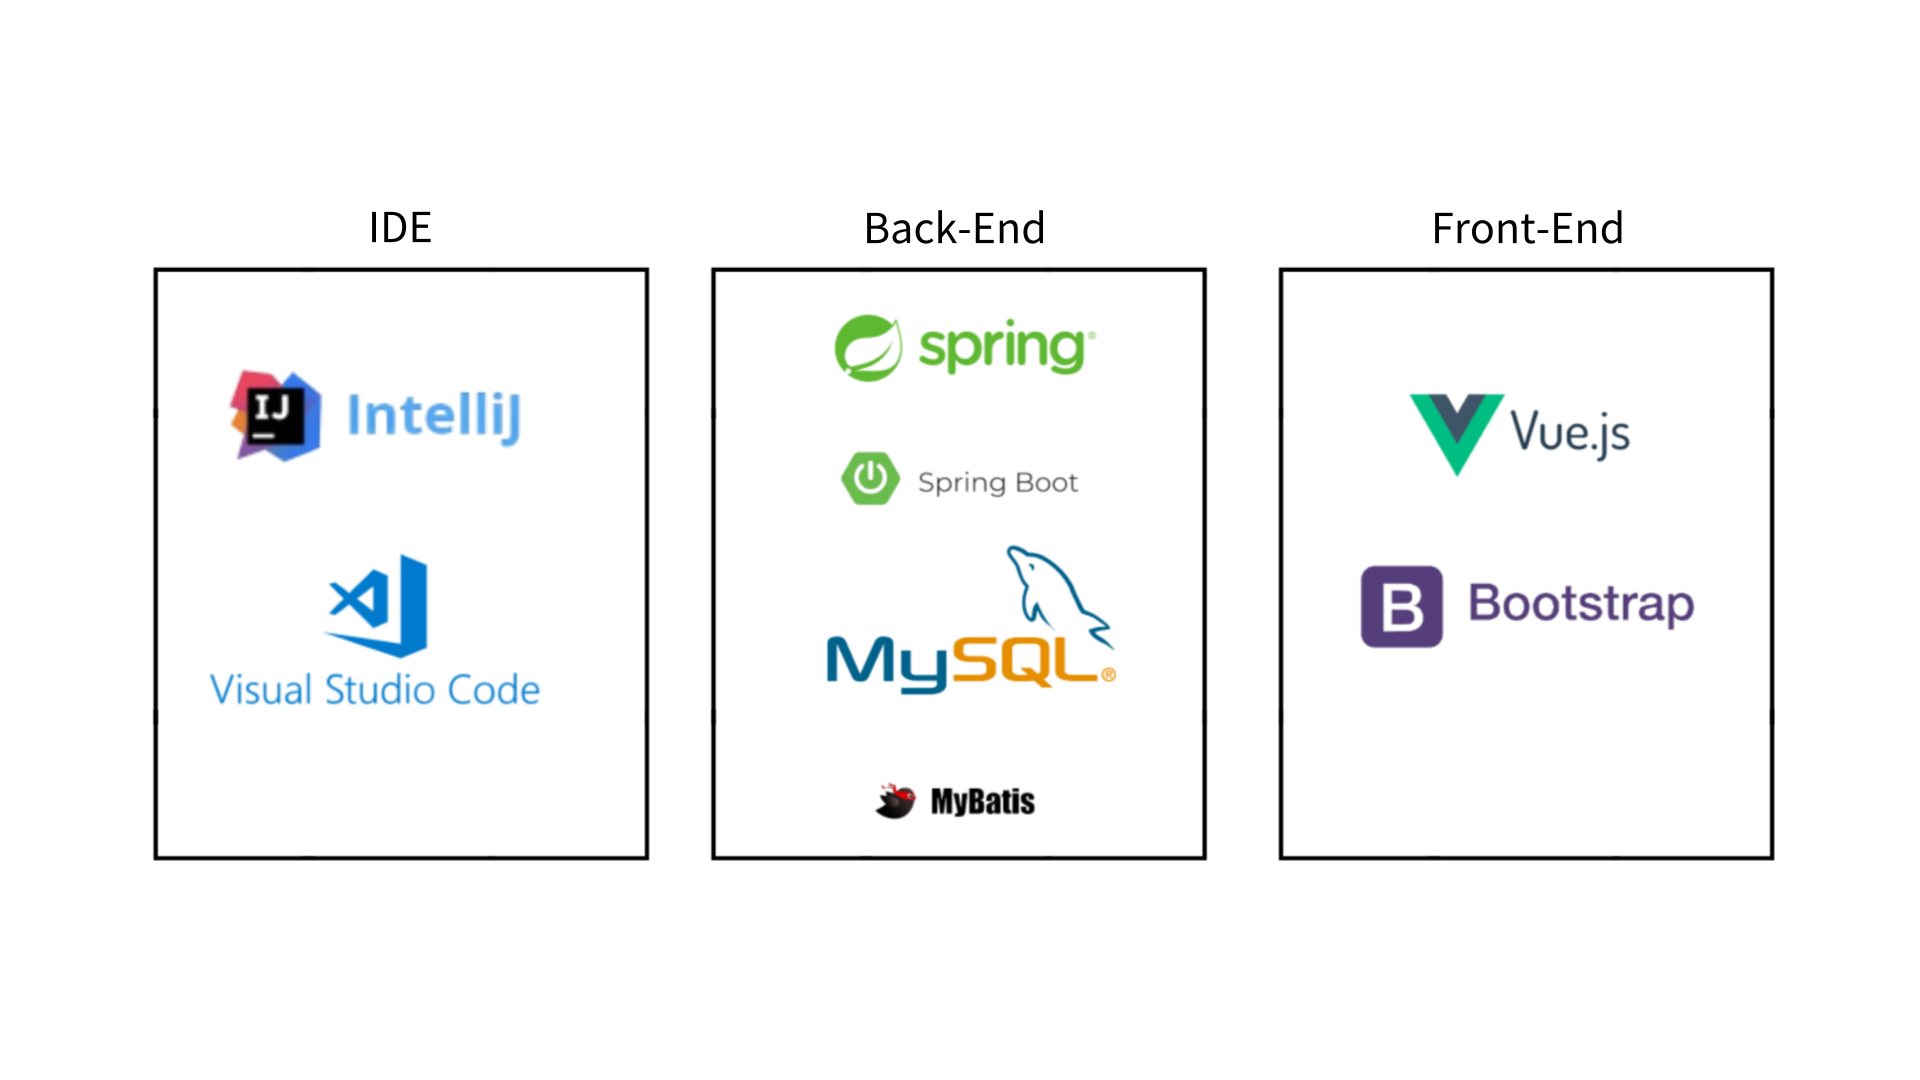 IDE
IJ
IntelliJ
Visual Studio Code
Back-End
spring®
Spring Boot
MySQL®
MyBatis
Front-End
Vue.js
B
Bootstrap